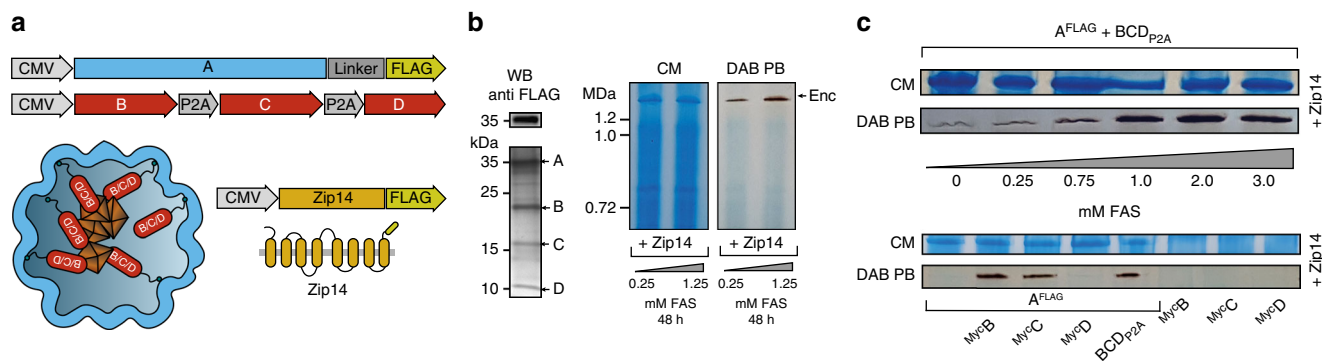 a
CMV A Linker FLAG
CMV B P2A C P2A D
B/C/D B/C/D
B/C/D B/C/D
B/C/D B/C/D
CMV Zip14 FLAG
Zip14
b
WB
anti FLAG
35
kDa
35 A
25 B
15 C
10 D
CM DAB PB
MDa
Enc
1.2
1.0
0.72
+ Zip14 + Zip14
0.25 1.25 0.25 1.25
mM FAS mM FAS
48 h 48 h
c
A^FLAG + BCD_P2A
CM
DAB PB
+ Zip14
0 0.25 0.75 1.0 2.0 3.0
mM FAS
CM
DAB PB
+ Zip14
A^FLAG
MycB MycC MycD BCD_P2A MycB MycC MycD